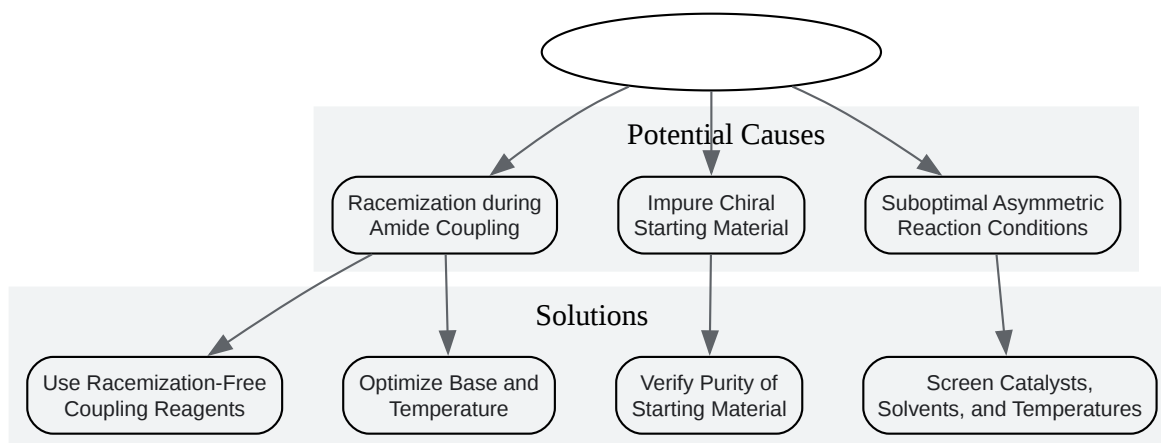 Potential Causes
Racemization during
Amide Coupling
Impure Chiral
Starting Material
Suboptimal Asymmetric
Reaction Conditions
Solutions
Use Racemization-Free
Coupling Reagents
Optimize Base and
Temperature
Verify Purity of
Starting Material
Screen Catalysts,
Solvents, and Temperatures